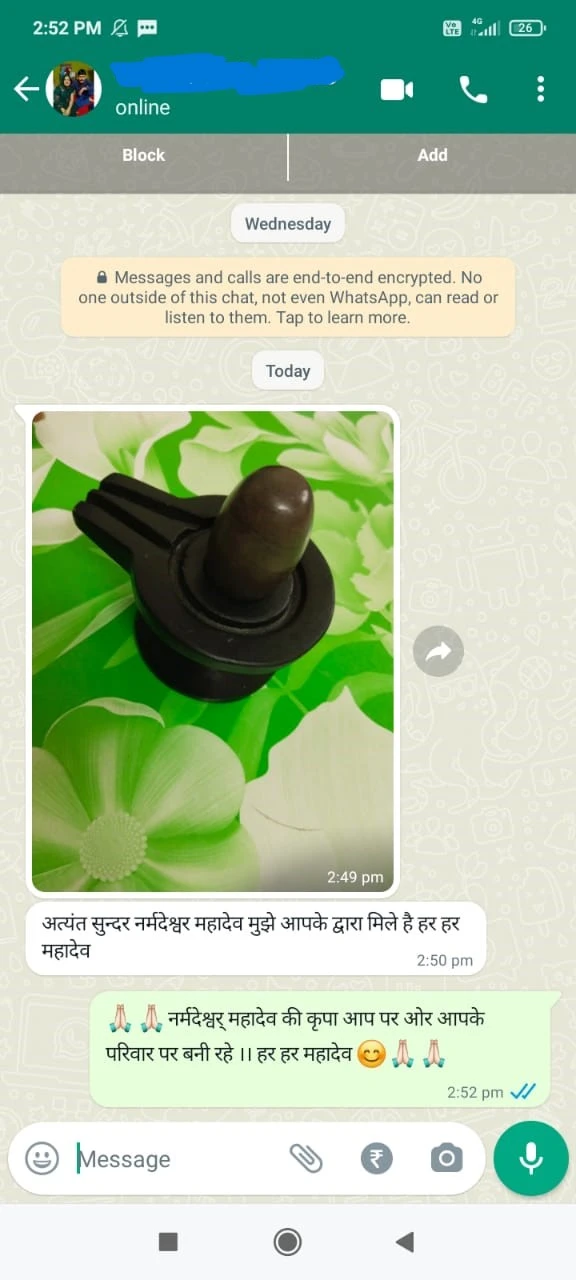 2:52 PM
Vo LTE 4G 26
online
Block Add
Wednesday
Messages and calls are end-to-end encrypted. No
one outside of this chat, not even WhatsApp, can read or
listen to them. Tap to learn more.
Today
2:49 pm
अत्यंत सुन्दर नर्मदेश्वर महादेव मुझे आपके द्वारा मिले है हर हर
महादेव
2:50 pm
🙏🏻 🙏🏻 नर्मदेश्वर् महादेव की कृपा आप पर ओर आपके
परिवार पर बनी रहे ।। हर हर महादेव 😊 🙏🏻 🙏🏻
2:52 pm
Message